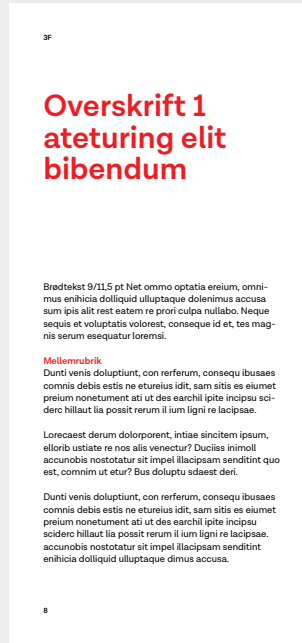 3F
Overskrift 1
ateturing elit
bibendum
Brødtekst 9/11,5 pt Net ommo optatia ereium, omni-
mus enihicia dolliquid ulluptaque dolenimus accusa
sum ipis alit rest eatem re prori culpa nullabo. Neque
sequis et voluptatis volorest, conseque id et, tes mag-
nis serum esequatur loremsi.
Mellemrubrik
Dunti venis doluptiunt, con rerferum, consequ ibusaes
comnis debis estis ne etureius idit, sam sitis es eiumet
preium nonetument ati ut des earchil ipite incipsu sci-
derc hillaut lia possit rerum il ium ligni re lacipsae.
Lorecaest derum dolorporent, intiae sincitem ipsum,
ellorib ustiate re nos alis venectur? Duciiss inimoll
accunobis nostotatur sit impel illacipsam senditint quo
est, comnim ut etur? Bus doluptu sdaest deri.
Dunti venis doluptiunt, con rerferum, consequ ibusaes
comnis debis estis ne etureius idit, sam sitis es eiumet
preium nonetument ati ut des earchil ipite incipsu
sciderc hillaut lia possit rerum il ium ligni re lacipsae.
accunobis nostotatur sit impel illacipsam senditint
enihicia dolliquid ulluptaque dimus accusa.
8